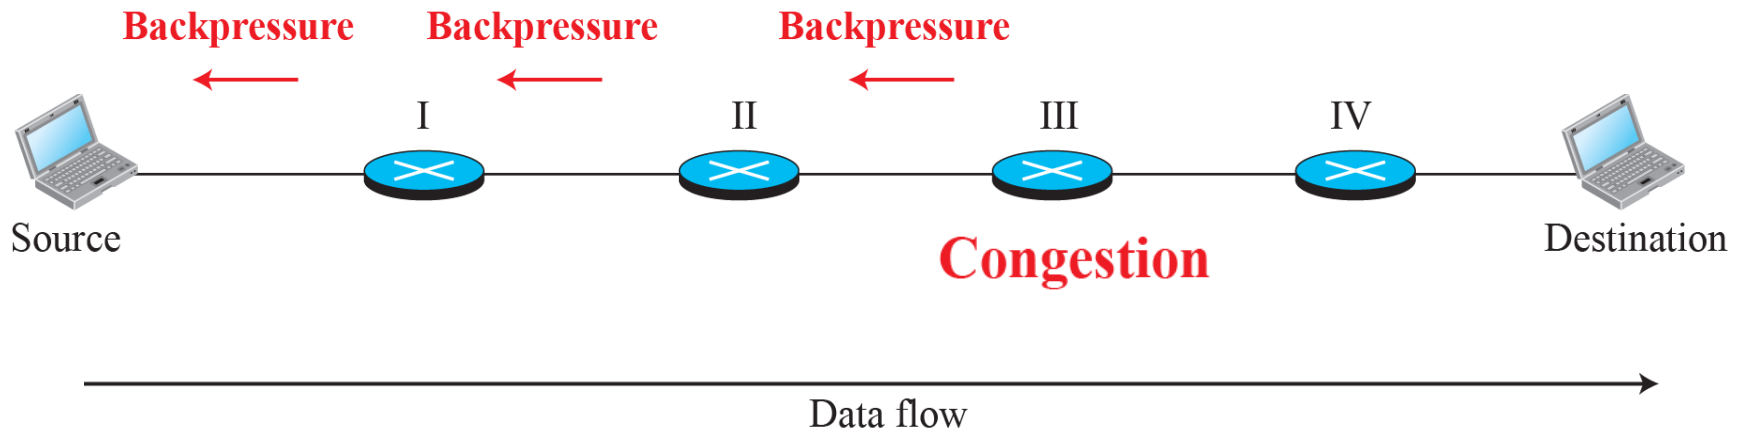 Backpressure Backpressure Backpressure
I II III IV
Source Destination
Congestion
Data flow